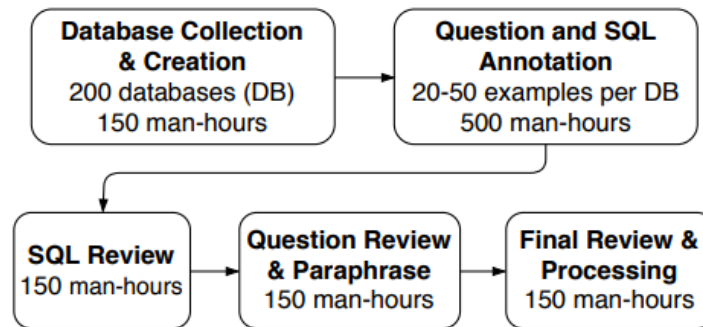 Database Collection
& Creation
200 databases (DB)
150 man-hours
Question and SQL
Annotation
20-50 examples per DB
500 man-hours
SQL Review
150 man-hours
Question Review
& Paraphrase
150 man-hours
Final Review &
Processing
150 man-hours